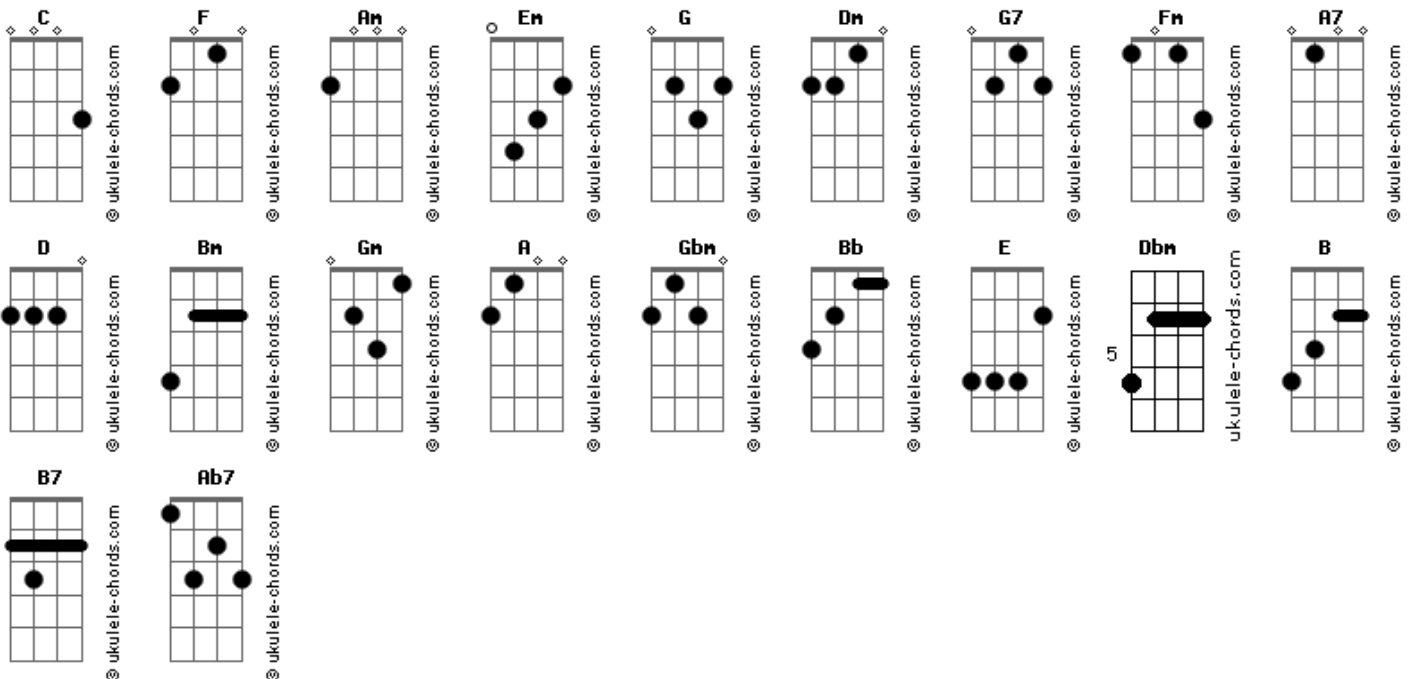 C F Am Em G Dm G7 Fm A7
© ukulele-chords.com © ukulele-chords.com © ukulele-chords.com © ukulele-chords.com © ukulele-chords.com © ukulele-chords.com © ukulele-chords.com © ukulele-chords.com © ukulele-chords.com
D Bm Gm A Gbm Bb E Dbm B
© ukulele-chords.com © ukulele-chords.com © ukulele-chords.com © ukulele-chords.com © ukulele-chords.com © ukulele-chords.com © ukulele-chords.com 5 ukulele-chords.com © ukulele-chords.com
B7 Ab7
© ukulele-chords.com © ukulele-chords.com